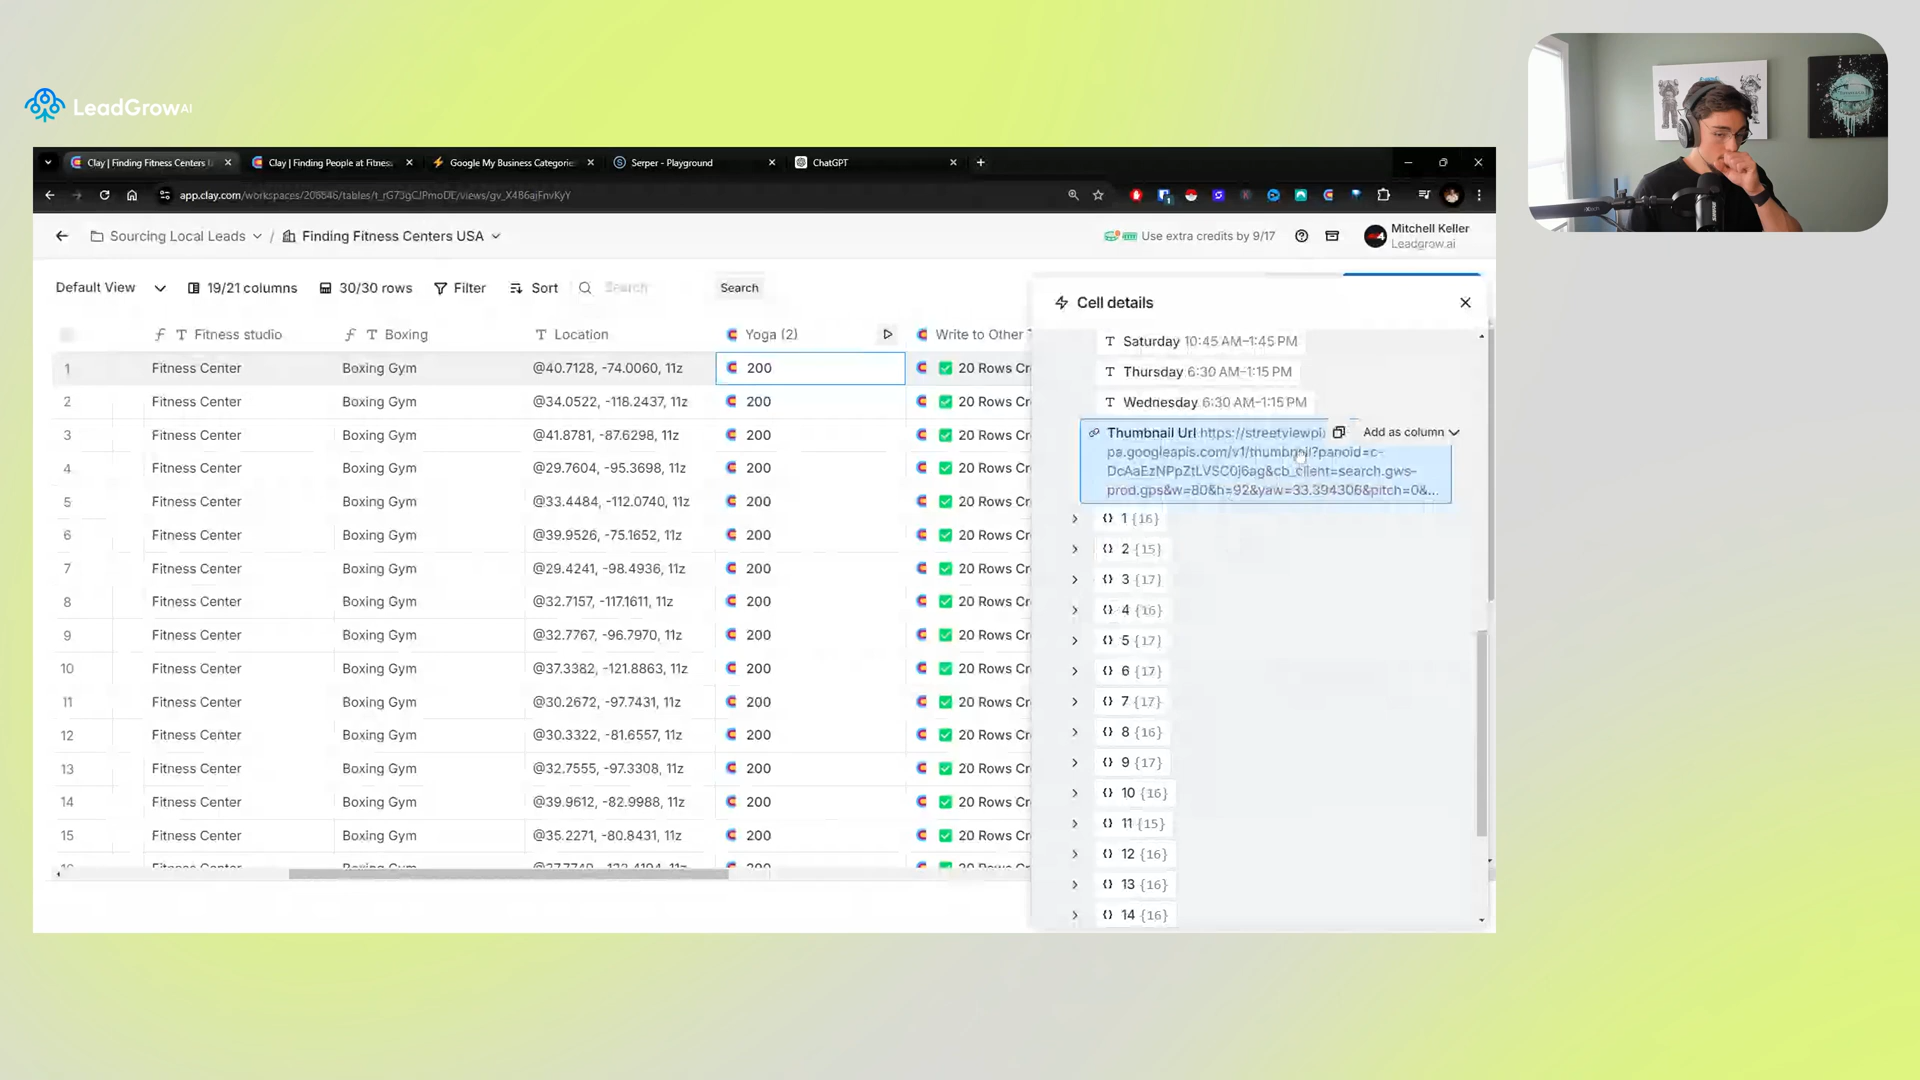 LeadGrow AI
Clay | Finding Fitness Centers U
Clay | Finding People at Fitness
Google My Business Categorie
Serper - Playground
ChatGPT
app.clay.com/workspaces/206546/tables/
Sourcing Local Leads / Finding Fitness Centers USA
Use extra credits by 9/17
Mitchell Keller
Leadgrow.ai
Default View
19/21 columns
30/30 rows
Filter
Sort
Search
Search
Fitness studio
Boxing
Location
Yoga (2)
Write to Other
1 Fitness Center Boxing Gym @40.7128, -74.0060, 11z 200 20 Rows Cr
2 Fitness Center Boxing Gym @34.0522, -118.2437, 11z 200 20 Rows Cr
3 Fitness Center Boxing Gym @41.8781, -87.6298, 11z 200 20 Rows Cr
4 Fitness Center Boxing Gym @29.7604, -95.3698, 11z 200 20 Rows Cr
5 Fitness Center Boxing Gym @33.4484, -112.0740, 11z 200 20 Rows Cr
6 Fitness Center Boxing Gym @39.9526, -75.1652, 11z 200 20 Rows Cr
7 Fitness Center Boxing Gym @29.4241, -98.4936, 11z 200 20 Rows Cr
8 Fitness Center Boxing Gym @32.7157, -117.1611, 11z 200 20 Rows Cr
9 Fitness Center Boxing Gym @32.7767, -96.7970, 11z 200 20 Rows Cr
10 Fitness Center Boxing Gym @37.3382, -121.8863, 11z 200 20 Rows Cr
11 Fitness Center Boxing Gym @30.2672, -97.7431, 11z 200 20 Rows Cr
12 Fitness Center Boxing Gym @30.3322, -81.6557, 11z 200 20 Rows Cr
13 Fitness Center Boxing Gym @32.7555, -97.3308, 11z 200 20 Rows Cr
14 Fitness Center Boxing Gym @39.9612, -82.9988, 11z 200 20 Rows Cr
15 Fitness Center Boxing Gym @35.2271, -80.8431, 11z 200 20 Rows Cr
Cell details
Saturday 10:45 AM–1:45 PM
Thursday 6:30 AM–1:15 PM
Wednesday 6:30 AM–1:15 PM
Thumbnail Url https://streetviewpi
Add as column
pa.googleapis.com/v1/thumbnail?panoid=c-
DcAaEzNPpZtLVSC0j6ag&cb_client=search.gws-
prod.gps&w=80&h=92&yaw=33.394306&pitch=0&...
1 {16}
2 {15}
3 {17}
4 {16}
5 {17}
6 {17}
7 {17}
8 {16}
9 {17}
10 {16}
11 {15}
12 {16}
13 {16}
14 {16}